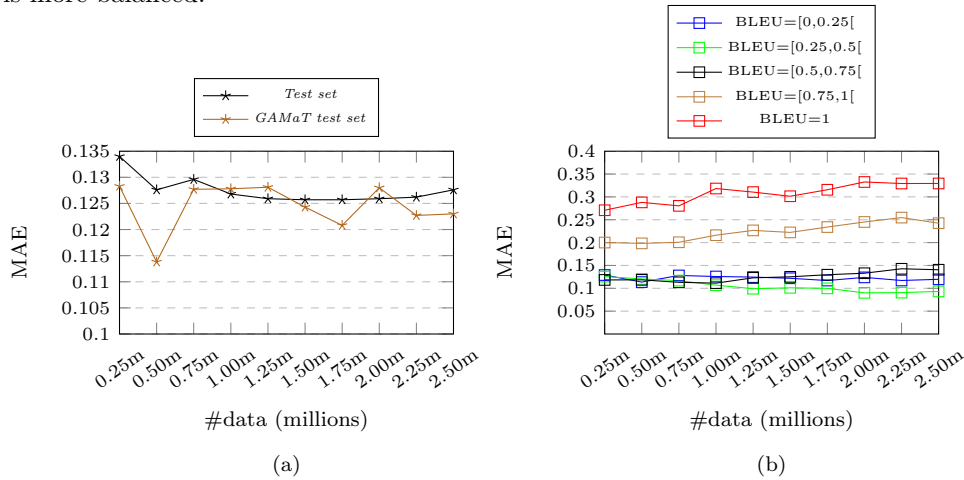 is more balanced.
Test set
GAMaT test set
0.135
0.13
0.125
0.12
0.115
0.11
0.105
0.1
MAE
0.25m
0.50m
0.75m
1.00m
1.25m
1.50m
1.75m
2.00m
2.25m
2.50m
#data (millions)
(a)
BLEU=[0,0.25[
BLEU=[0.25,0.5[
BLEU=[0.5,0.75[
BLEU=[0.75,1[
BLEU=1
0.4
0.35
0.3
0.25
0.2
0.15
0.1
0.05
MAE
0.25m
0.50m
0.75m
1.00m
1.25m
1.50m
1.75m
2.00m
2.25m
2.50m
#data (millions)
(b)